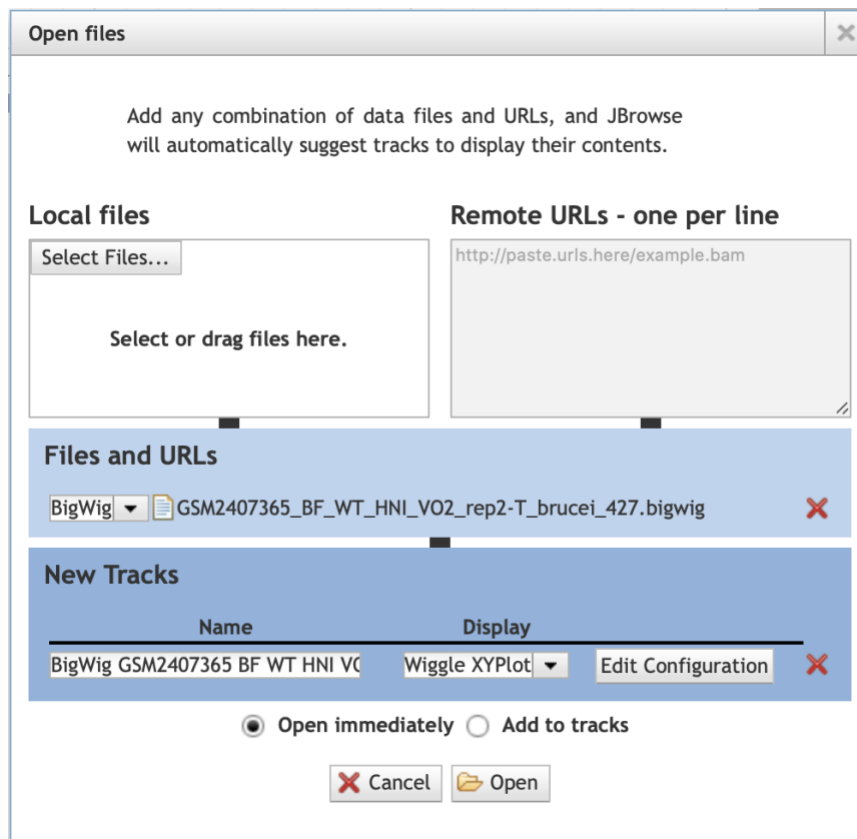 Open files
Add any combination of data files and URLs, and JBrowse
will automatically suggest tracks to display their contents.
Local files
Remote URLs - one per line
Select Files...
http://paste.urls.here/example.bam
Select or drag files here.
Files and URLs
BigWig
GSM2407365_BF_WT_HNI_VO2_rep2-T_brucei_427.bigwig
New Tracks
Name Display
BigWig GSM2407365 BF WT HNI VO
Wiggle XYPlot
Edit Configuration
Open immediately Add to tracks
Cancel Open